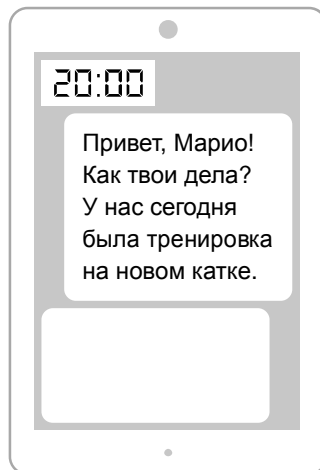 20:00
Привет, Марио!
Как твои дела?
У нас сегодня
была тренировка
на новом катке.